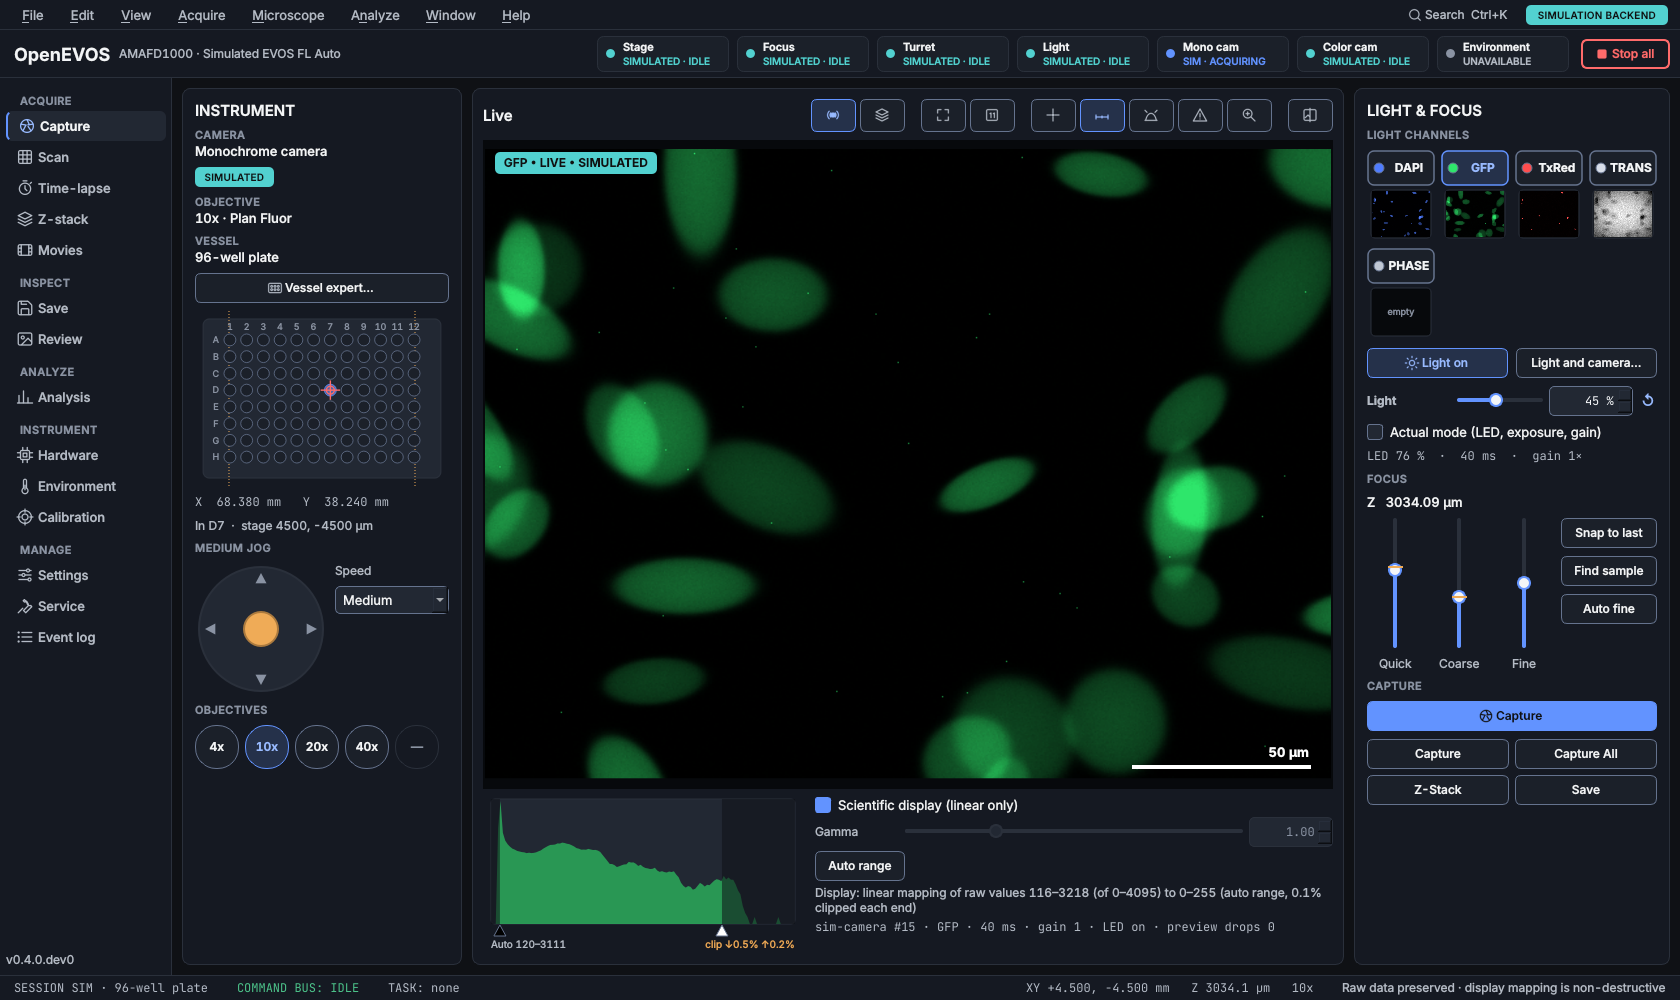 File Edit View Acquire Microscope Analyze Window Help
Search Ctrl+K
SIMULATION BACKEND
OpenEVOS
AMAFD1000 · Simulated EVOS FL Auto
Stage
SIMULATED · IDLE
Focus
SIMULATED · IDLE
Turret
SIMULATED · IDLE
Light
SIMULATED · IDLE
Mono cam
SIM · ACQUIRING
Color cam
SIMULATED · IDLE
Environment
UNAVAILABLE
Stop all
ACQUIRE
Capture
Scan
Time-lapse
Z-stack
Movies
INSPECT
Save
Review
ANALYZE
Analysis
INSTRUMENT
Hardware
Environment
Calibration
MANAGE
Settings
Service
Event log
v0.4.0.dev0
INSTRUMENT
CAMERA
Monochrome camera
SIMULATED
OBJECTIVE
10x · Plan Fluor
VESSEL
96-well plate
Vessel expert...
1 2 3 4 5 6 7 8 9 10 11 12
A
B
C
D
E
F
G
H
X 68.380 mm Y 38.240 mm
In D7 · stage 4500, -4500 µm
MEDIUM JOG
Speed
Medium
OBJECTIVES
4x 10x 20x 40x —
Live
11
GFP • LIVE • SIMULATED
50 µm
Auto 120–3111
clip ↓0.5% ↑0.2%
Scientific display (linear only)
Gamma
1.00
Auto range
Display: linear mapping of raw values 116–3218 (of 0–4095) to 0–255 (auto range, 0.1%
clipped each end)
sim-camera #15 · GFP · 40 ms · gain 1 · LED on · preview drops 0
LIGHT & FOCUS
LIGHT CHANNELS
DAPI GFP TxRed TRANS
PHASE
empty
Light on
Light and camera...
Light
45 %
Actual mode (LED, exposure, gain)
LED 76 % · 40 ms · gain 1×
FOCUS
Z 3034.09 µm
Snap to last
Find sample
Auto fine
Quick Coarse Fine
CAPTURE
Capture
Capture
Capture All
Z-Stack
Save
SESSION SIM · 96-well plate
COMMAND BUS: IDLE
TASK: none
XY +4.500, -4.500 mm Z 3034.1 µm 10x
Raw data preserved · display mapping is non-destructive